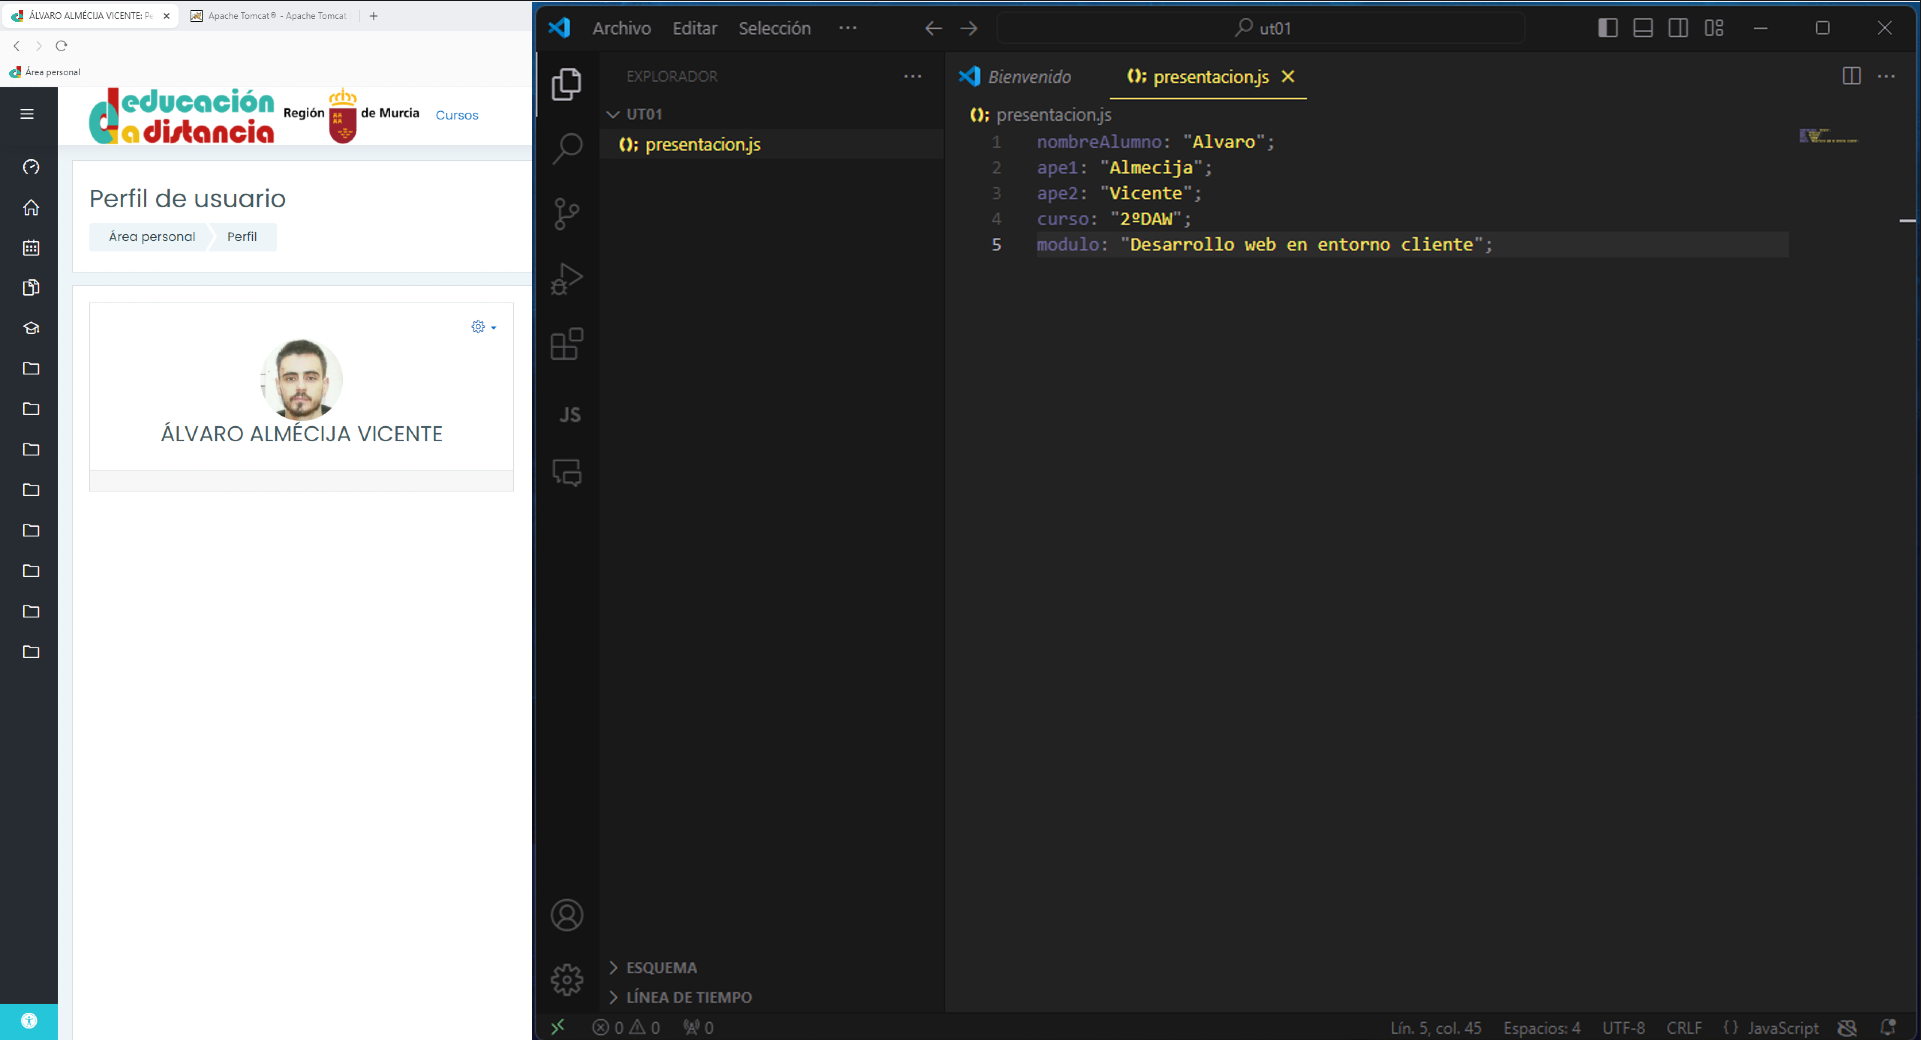 ÁLVARO ALMÉCIJA VICENTE: Pe
Apache Tomcat® - Apache Tomcat
Área personal
educación
a distancia
Región de Murcia
Cursos
Perfil de usuario
Área personal
Perfil
ÁLVARO ALMÉCIJA VICENTE
Archivo Editar Selección ···
ut01
EXPLORADOR
UT01
(); presentacion.js
JS
ESQUEMA
LÍNEA DE TIEMPO
Bienvenido
(); presentacion.js
(); presentacion.js
1 nombreAlumno: "Alvaro";
2 ape1: "Almecija";
3 ape2: "Vicente";
4 curso: "2ºDAW";
5 modulo: "Desarrollo web en entorno cliente";
0 0 0
Lín. 5, col. 45 Espacios: 4 UTF-8 CRLF {} JavaScript